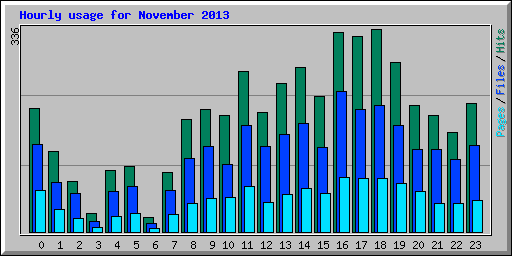 Hourly usage for November 2013
336
Pages/Files/Hits
0 1 2 3 4 5 6 7 8 9 10 11 12 13 14 15 16 17 18 19 20 21 22 23